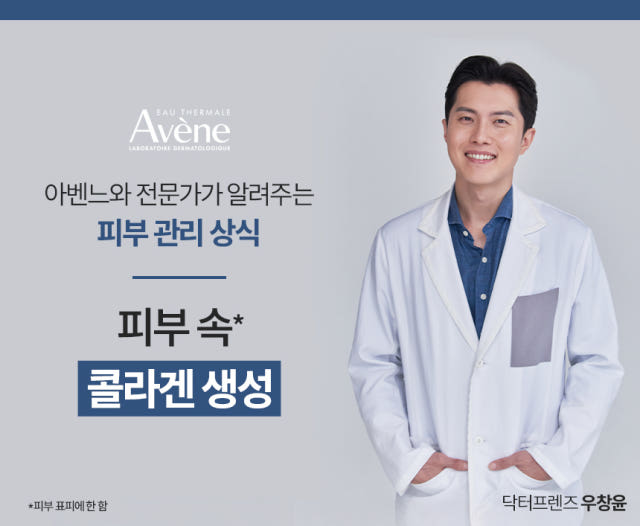 EAU THERMALE
Avène
LABORATOIRE DERMATOLOGIQUE
아벤느와 전문가가 알려주는
피부 관리 상식
피부 속*
콜라겐 생성
*피부 표피에 한 함
닥터프렌즈 우창윤